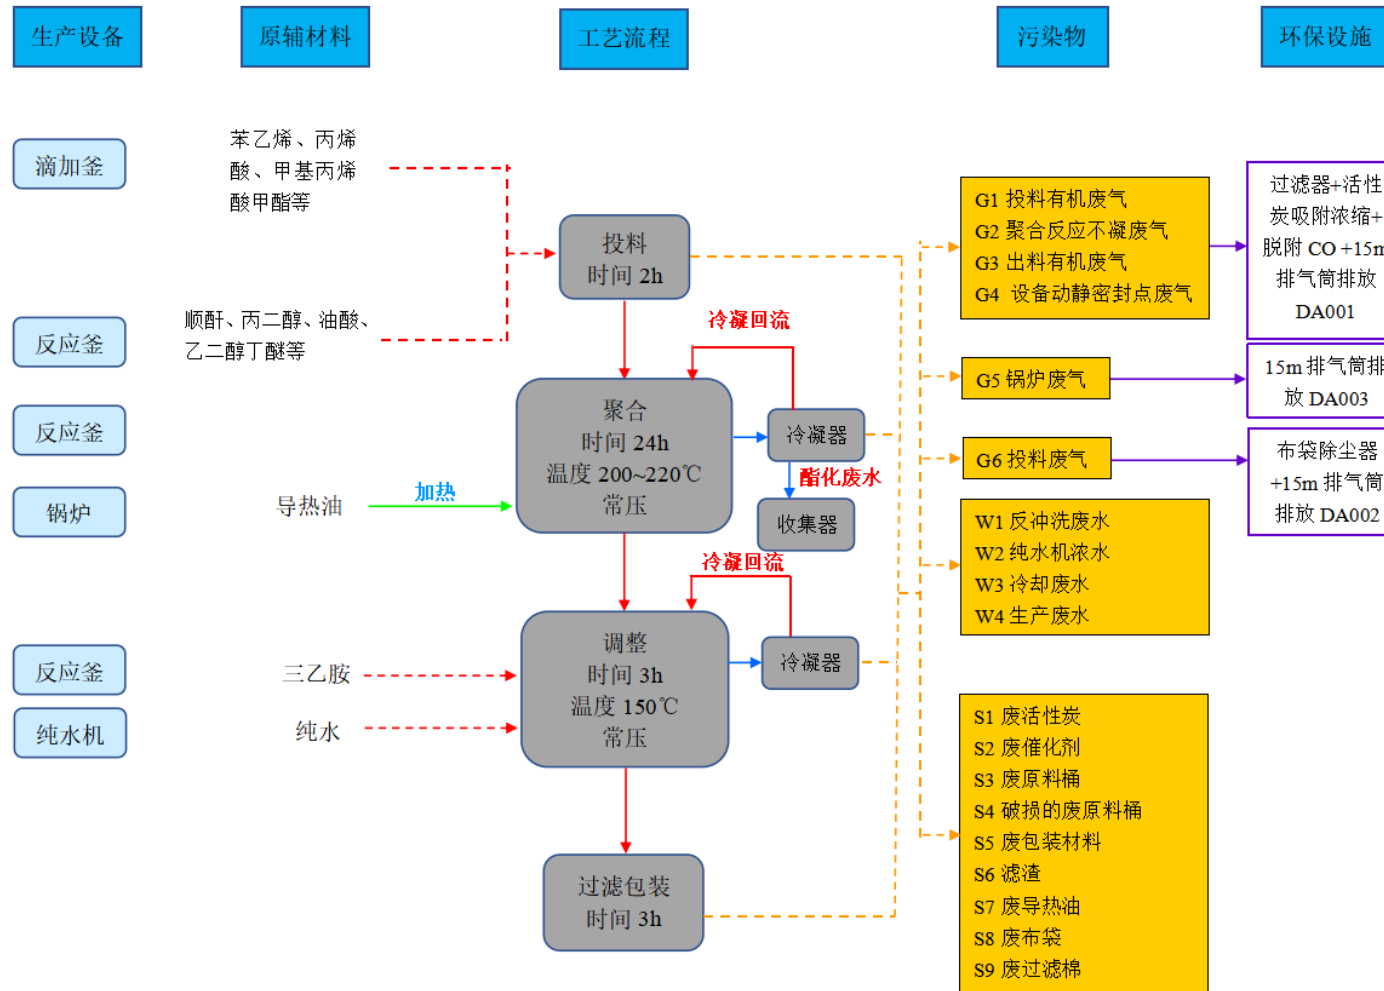 生产设备
原辅材料
工艺流程
污染物
环保设施
滴加釜
反应釜
反应釜
锅炉
反应釜
纯水机
苯乙烯、丙烯
酸、甲基丙烯
酸甲酯等
顺酐、丙二醇、油酸、
乙二醇丁醚等
导热油
加热
三乙胺
纯水
投料
时间 2h
冷凝回流
聚合
时间 24h
温度 200~220℃
常压
冷凝器
酯化废水
收集器
冷凝回流
调整
时间 3h
温度 150℃
常压
冷凝器
过滤包装
时间 3h
G1 投料有机废气
G2 聚合反应不凝废气
G3 出料有机废气
G4 设备动静密封点废气
G5 锅炉废气
G6 投料废气
W1 反冲洗废水
W2 纯水机浓水
W3 冷却废水
W4 生产废水
S1 废活性炭
S2 废催化剂
S3 废原料桶
S4 破损的废原料桶
S5 废包装材料
S6 滤渣
S7 废导热油
S8 废布袋
S9 废过滤棉
过滤器+活性
炭吸附浓缩+
脱附 CO +15m
排气筒排放
DA001
15m 排气筒排
放 DA003
布袋除尘器
+15m 排气筒
排放 DA002